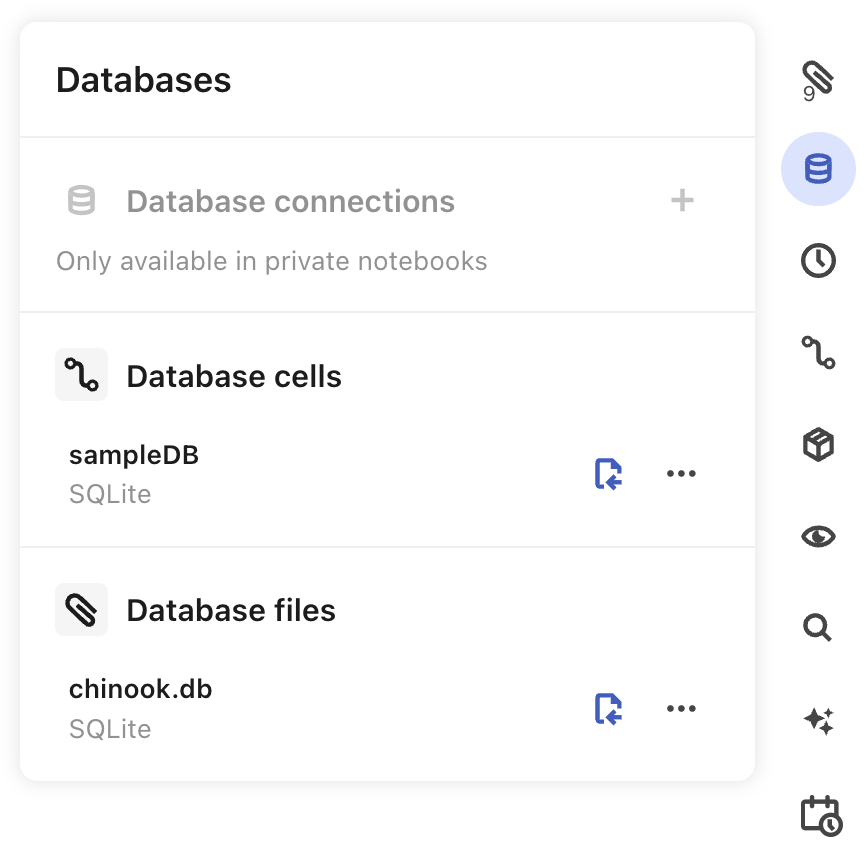 Databases
9
Database connections
Only available in private notebooks
Database cells
sampleDB
SQLite
Database files
chinook.db
SQLite